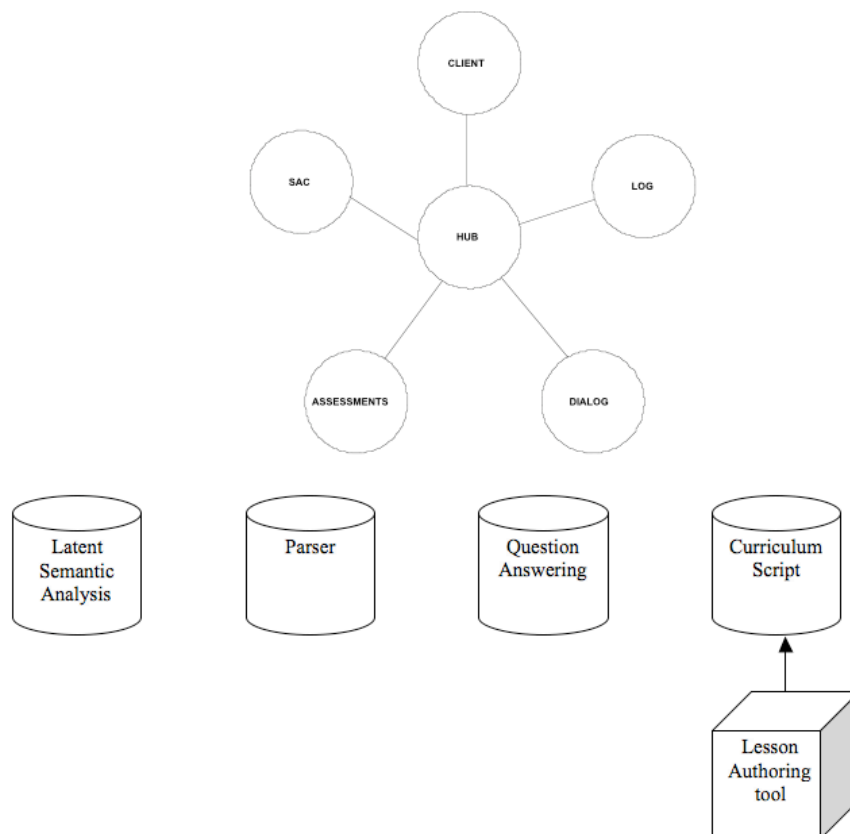 CLIENT
SAC
LOG
HUB
ASSESSMENTS
DIALOG
Latent
Semantic
Analysis
Parser
Question
Answering
Curriculum
Script
Lesson
Authoring
tool